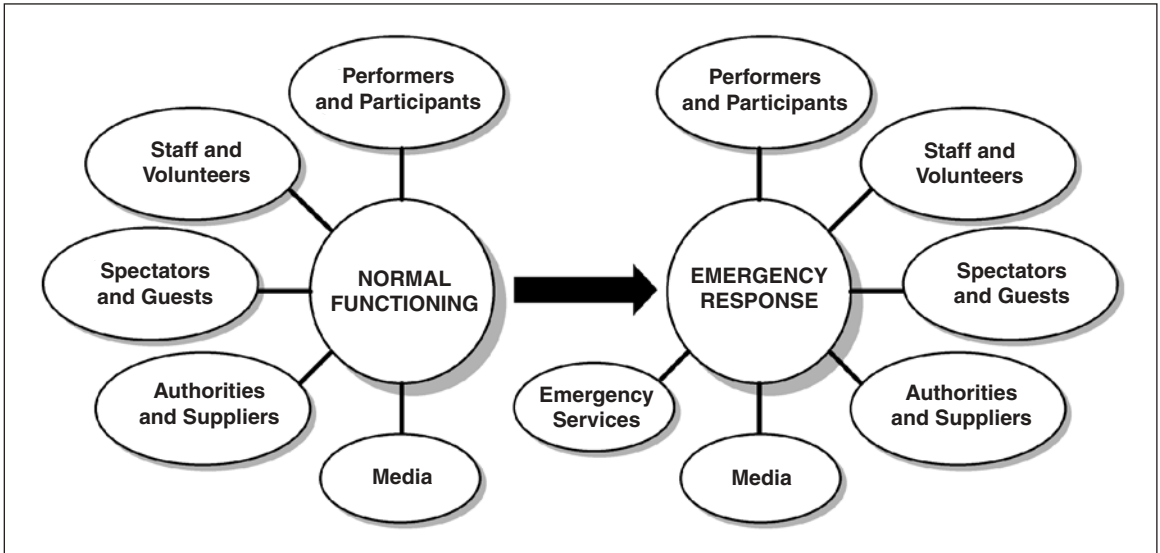 Performers
and Participants
Staff and
Volunteers
Spectators
and Guests
Authorities
and Suppliers
Media
NORMAL
FUNCTIONING
Performers
and Participants
Staff and
Volunteers
Spectators
and Guests
Authorities
and Suppliers
Media
Emergency
Services
EMERGENCY
RESPONSE